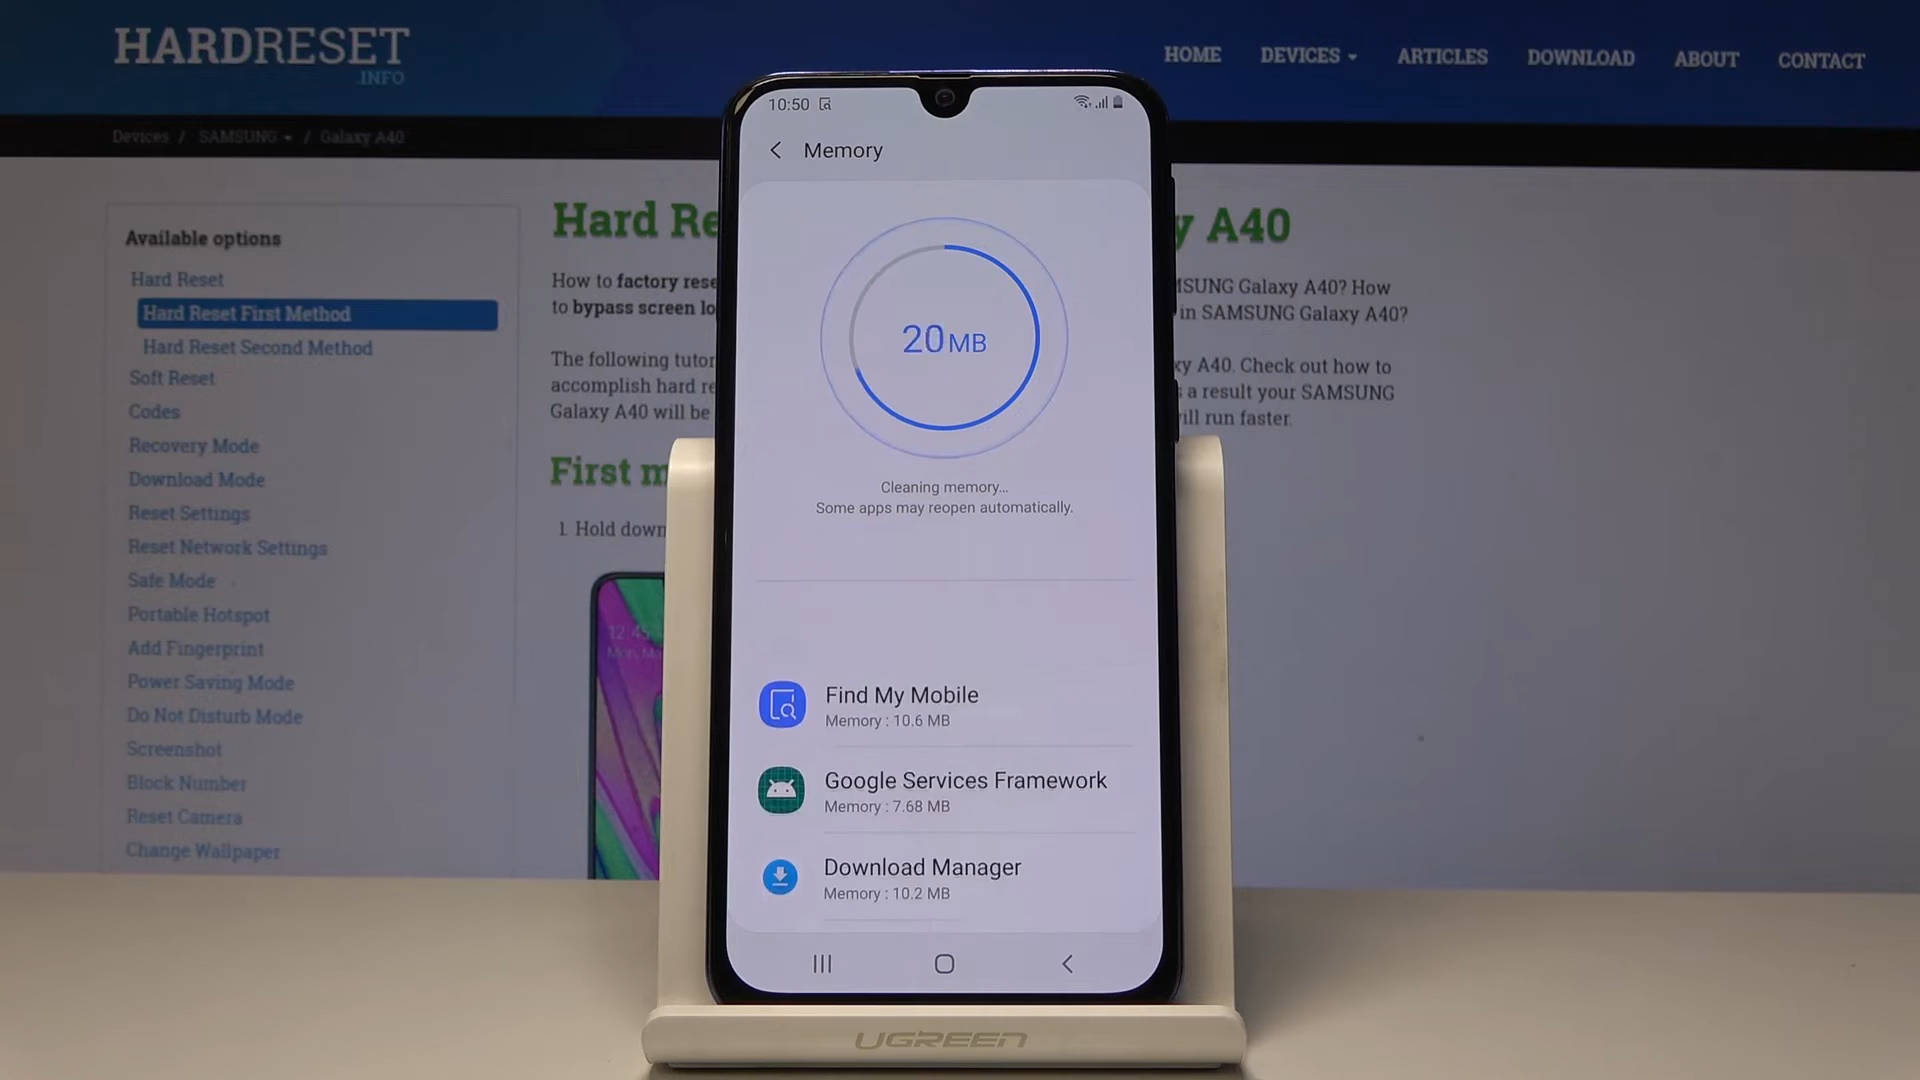 HARDRESET
.INFO
HOME
DEVICES
ARTICLES
DOWNLOAD
ABOUT
CONTACT
Devices / SAMSUNG / Galaxy A40
Available options
Hard Reset
Hard Reset First Method
Hard Reset Second Method
Soft Reset
Codes
Recovery Mode
Download Mode
Reset Settings
Reset Network Settings
Safe Mode
Portable Hotspot
Add Fingerprint
Power Saving Mode
Do Not Disturb Mode
Screenshot
Block Number
Reset Camera
Change Wallpaper
Hard Re
y A40
How to factory rese
SUNG Galaxy A40? How
to bypass screen lo
in SAMSUNG Galaxy A40?
The following tutor
xy A40. Check out how to
accomplish hard re
a result your SAMSUNG
Galaxy A40 will be
ill run faster.
First m
1. Hold down
12:45
Mon, Ma
10:50
Memory
20 MB
Cleaning memory...
Some apps may reopen automatically.
Find My Mobile
Memory : 10.6 MB
Google Services Framework
Memory : 7.68 MB
Download Manager
Memory : 10.2 MB
UGREEN